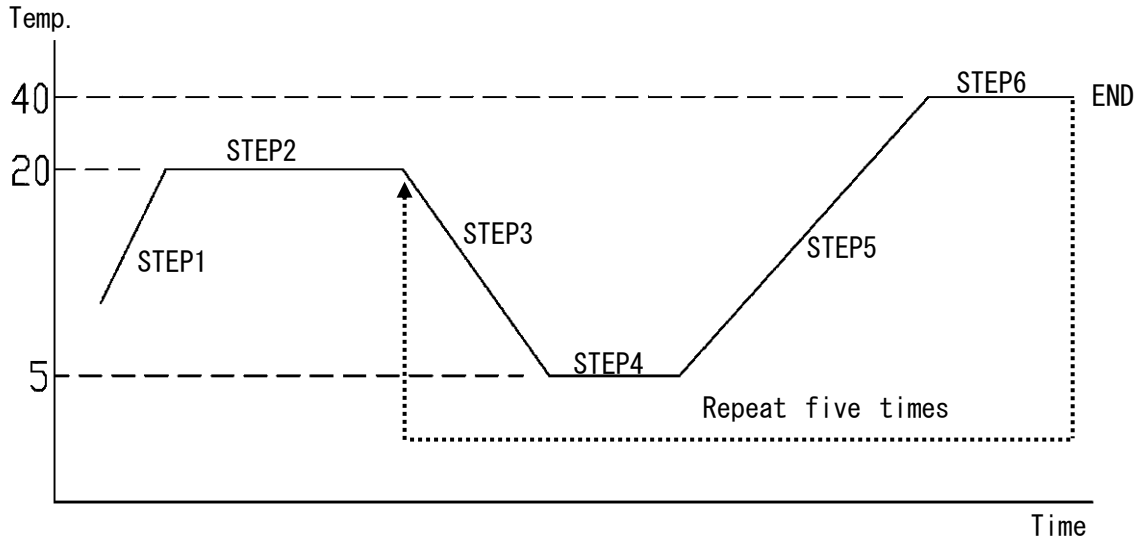 Temp.
40
STEP6
END
20
STEP2
STEP3
STEP1
STEP5
5
STEP4
Repeat five times
Time